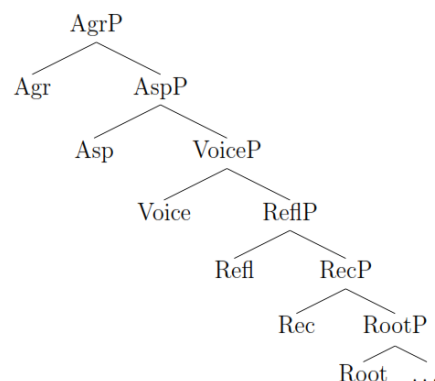 AgrP
Agr AspP
Asp VoiceP
Voice ReflP
Refl RecP
Rec RootP
Root ...